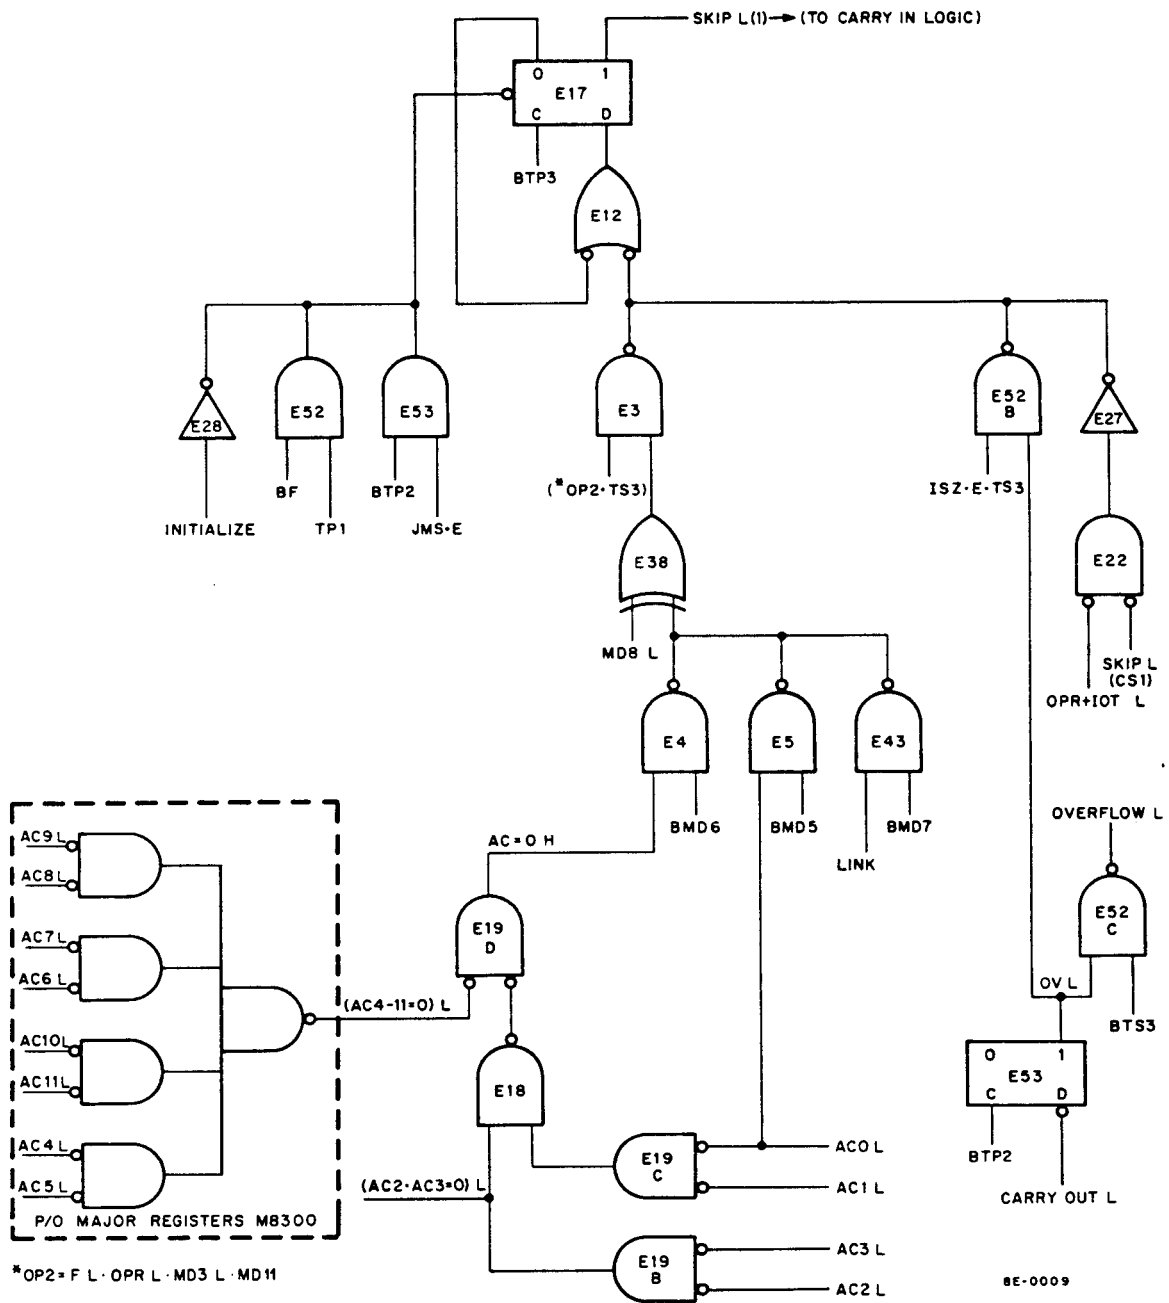 SKIP L(1) (TO CARRY IN LOGIC)
0 1
E17
C D
BTP3
E12
E28
E52
E53
E3
E52
B
E27
BF
BTP2
(*OP2·TS3)
ISZ·E·TS3
INITIALIZE
TP1
JMS·E
E22
E38
MD8 L
SKIP L
(CS1)
OPR+IOT L
E4
E5
E43
BMD6
BMD5
BMD7
LINK
OVERFLOW L
AC9 L
AC8 L
AC=0 H
AC7 L
AC6 L
E19
D
E52
C
(AC4-11=0) L
OV L
BTS3
AC10L
AC11L
E18
0 1
E53
C D
AC4 L
AC5 L
E19
C
AC0 L
AC1 L
BTP2
CARRY OUT L
(AC2-AC3=0) L
P/O MAJOR REGISTERS M8300
E19
B
AC3 L
AC2 L
*OP2=F L·OPR L·MD3 L·MD11
8E-0009